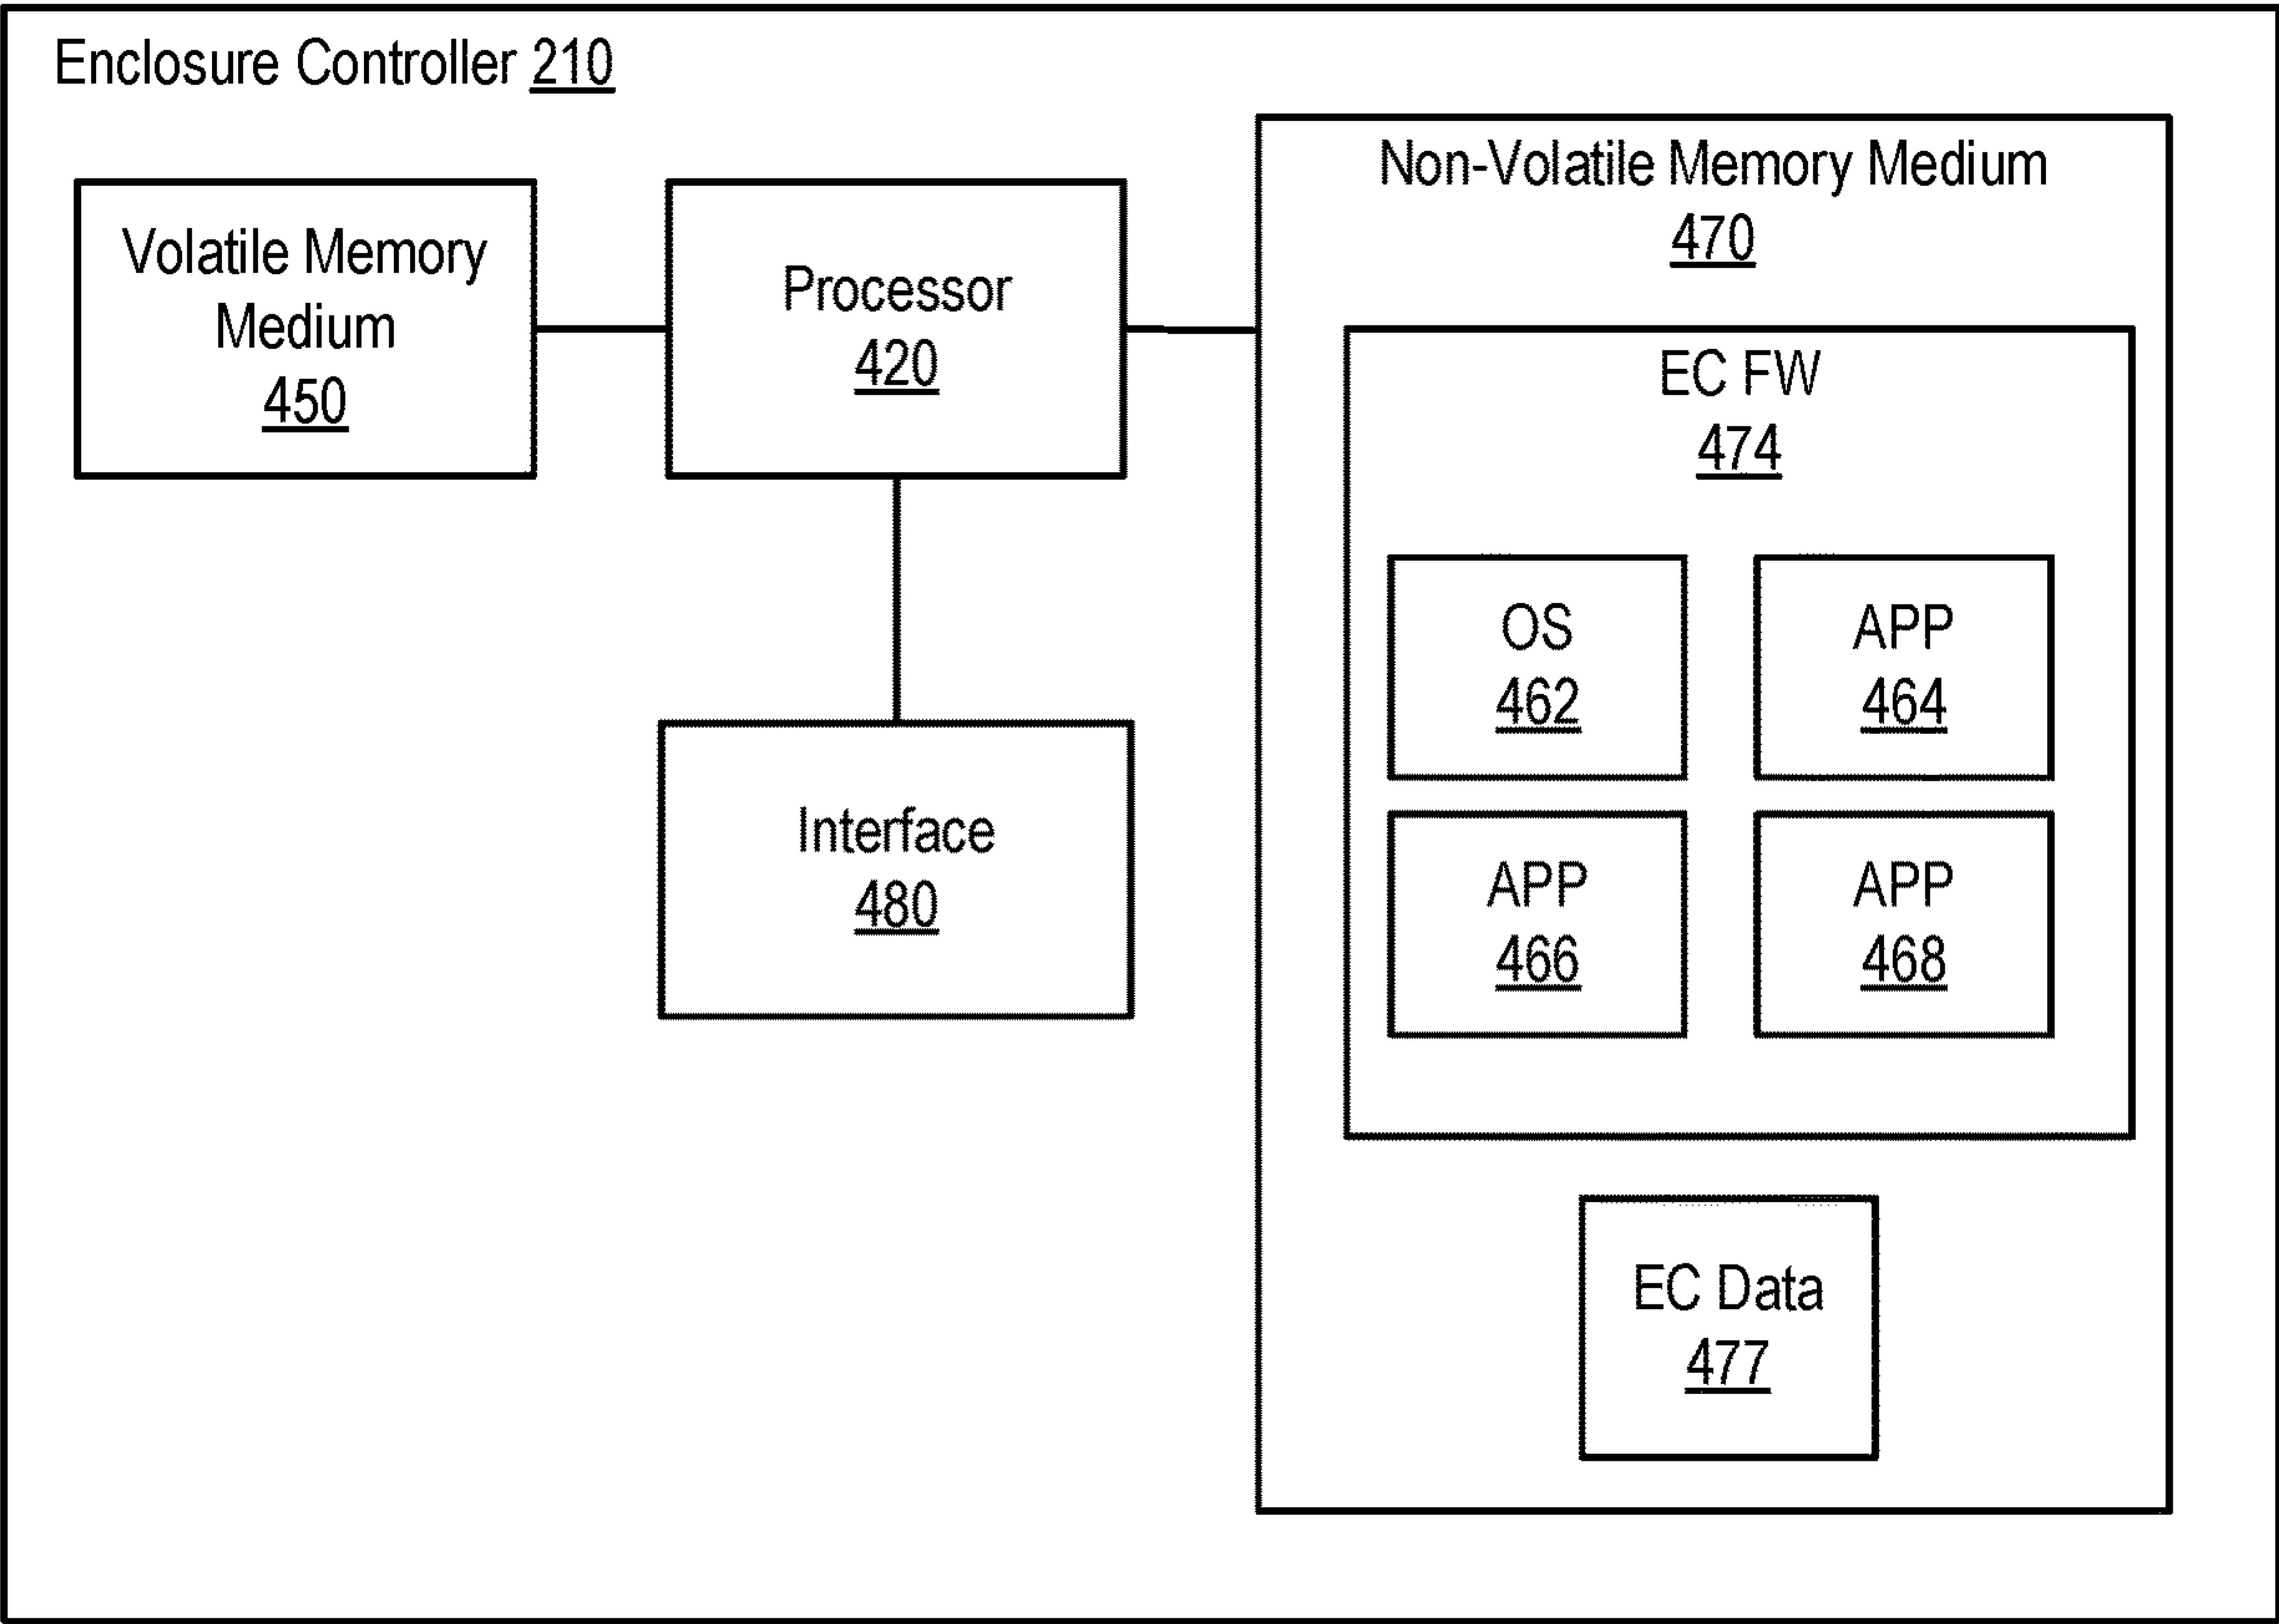 Enclosure Controller 210
Volatile Memory
Medium
450
Processor
420
Interface
480
Non-Volatile Memory Medium
470
EC FW
474
OS
462
APP
464
APP
466
APP
468
EC Data
477